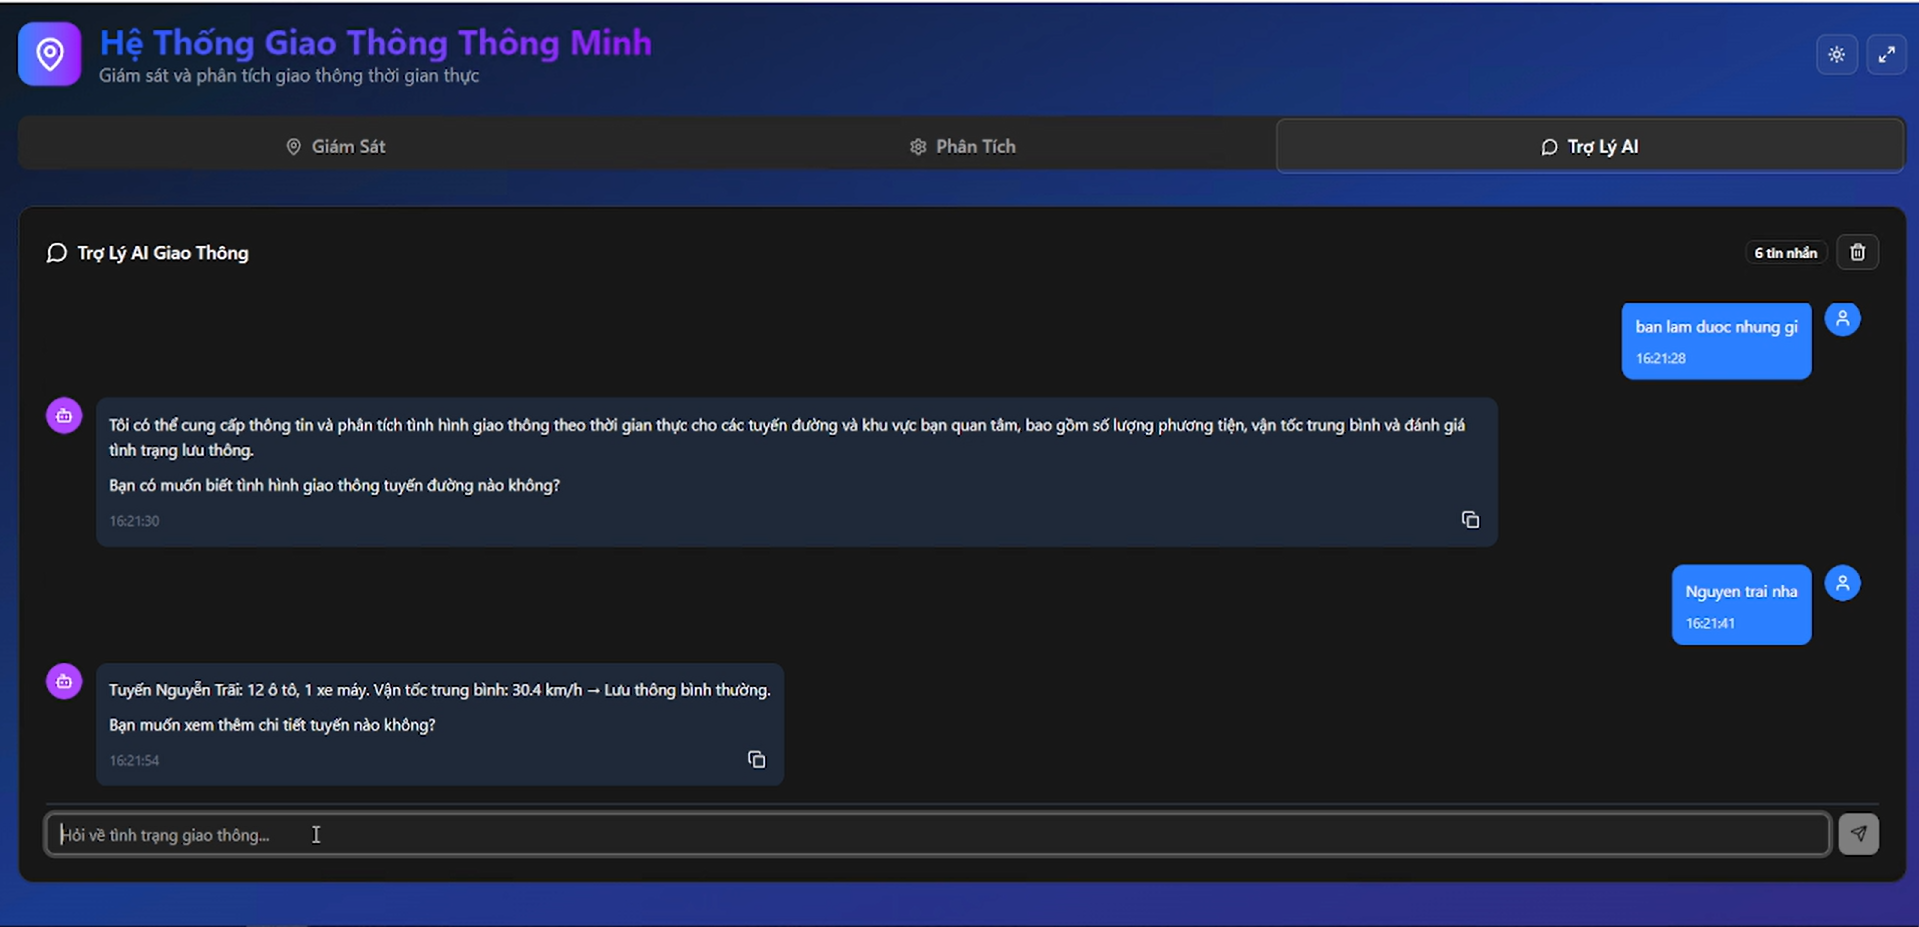 Hệ Thống Giao Thông Thông Minh
Giám sát và phân tích giao thông thời gian thực
Giám Sát
Phân Tích
Trợ Lý AI
Trợ Lý AI Giao Thông
6 tin nhắn
ban lam duoc nhung gi
16:21:28
Tôi có thể cung cấp thông tin và phân tích tình hình giao thông theo thời gian thực cho các tuyến đường và khu vực bạn quan tâm, bao gồm số lượng phương tiện, vận tốc trung bình và đánh giá
tình trạng lưu thông.
Bạn có muốn biết tình hình giao thông tuyến đường nào không?
16:21:30
Nguyen trai nha
16:21:41
Tuyến Nguyễn Trãi: 12 ô tô, 1 xe máy. Vận tốc trung bình: 30.4 km/h → Lưu thông bình thường.
Bạn muốn xem thêm chi tiết tuyến nào không?
16:21:54
Hỏi về tình trạng giao thông...